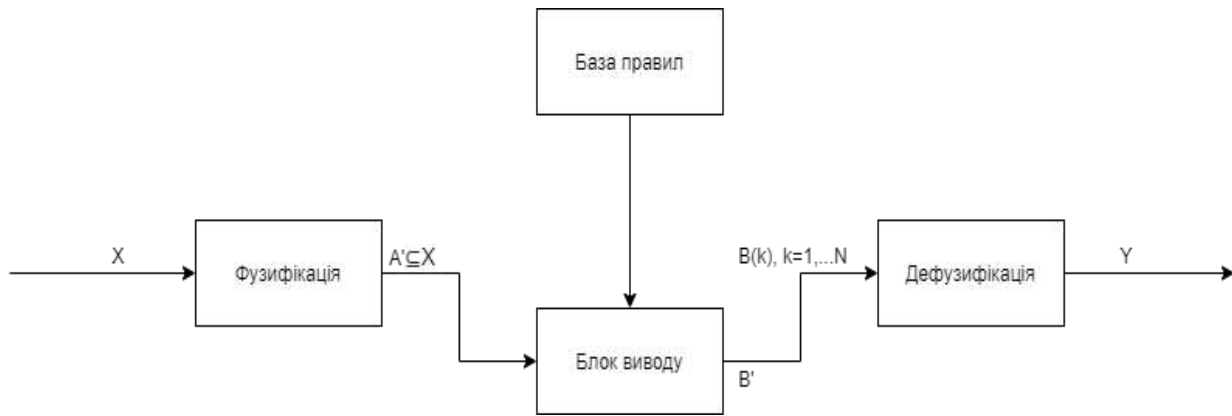 База правил
X
Фузифікація
A'⊆X
B(k), k=1,...N
Дефузифікація
Y
Блок виводу
B'